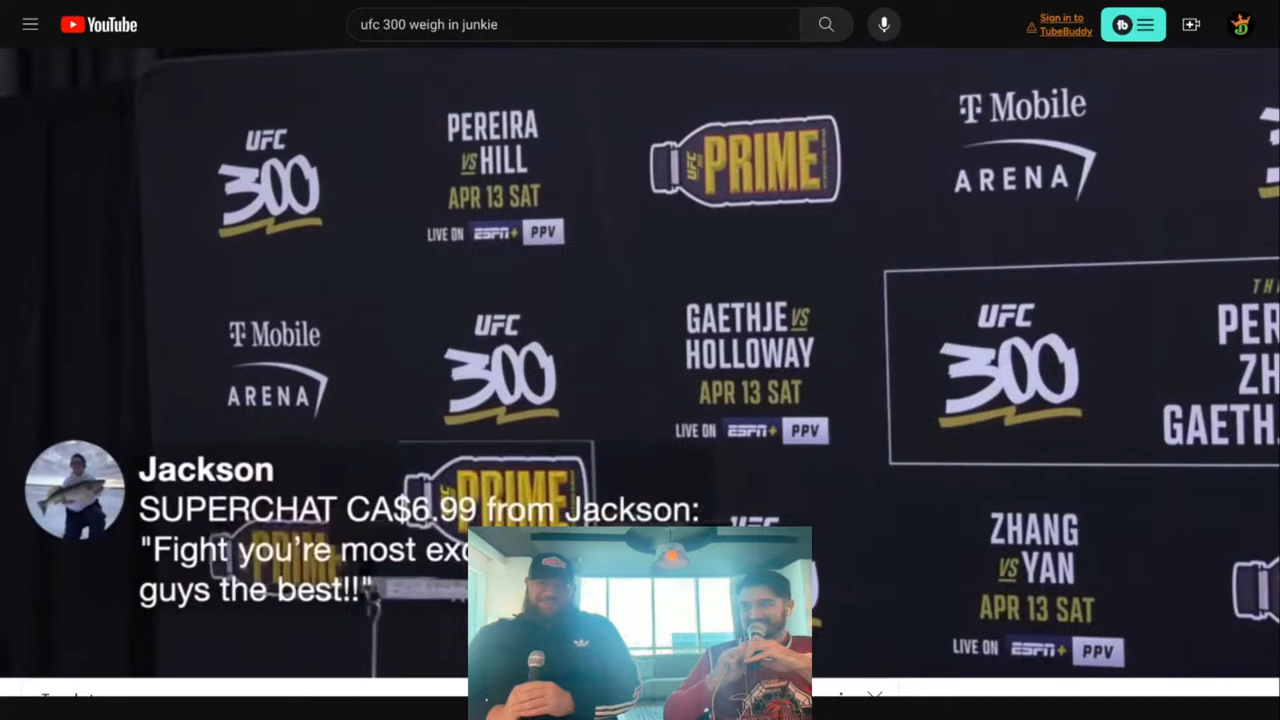 YouTube
ufc 300 weigh in junkie
Sign in to
TubeBuddy
tb
UFC
300
PEREIRA
VS HILL
APR 13 SAT
LIVE ON ESPN+ PPV
UFC 300 PRIME
T Mobile
ARENA
T Mobile
ARENA
UFC
300
GAETHJE VS
HOLLOWAY
APR 13 SAT
LIVE ON ESPN+ PPV
UFC
300
PER
ZH
GAETH
PRIME
Jackson
SUPERCHAT CA$6.99 from Jackson:
"Fight you're most exc
guys the best!!"
UFC
ZHANG
VS YAN
APR 13 SAT
LIVE ON ESPN+ PPV